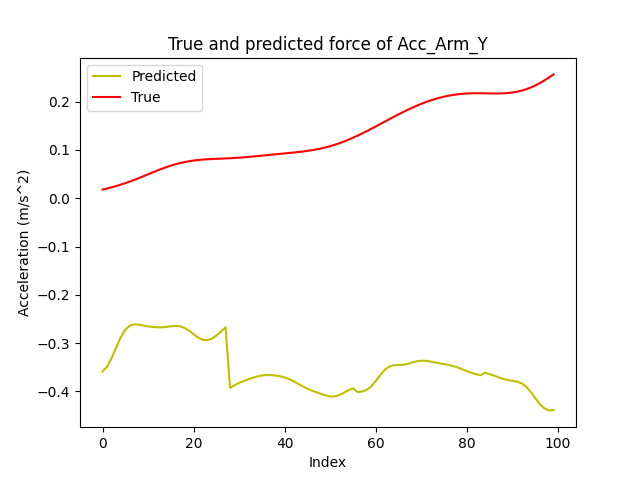 True and predicted force of Acc_Arm_Y
Predicted
True
Acceleration (m/s^2)
0.2
0.1
0.0
−0.1
−0.2
−0.3
−0.4
0 20 40 60 80 100
Index